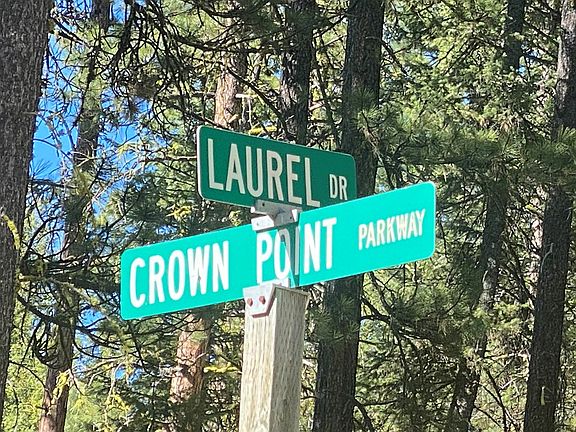 LAUREL DR
CROWN POINT PARKWAY